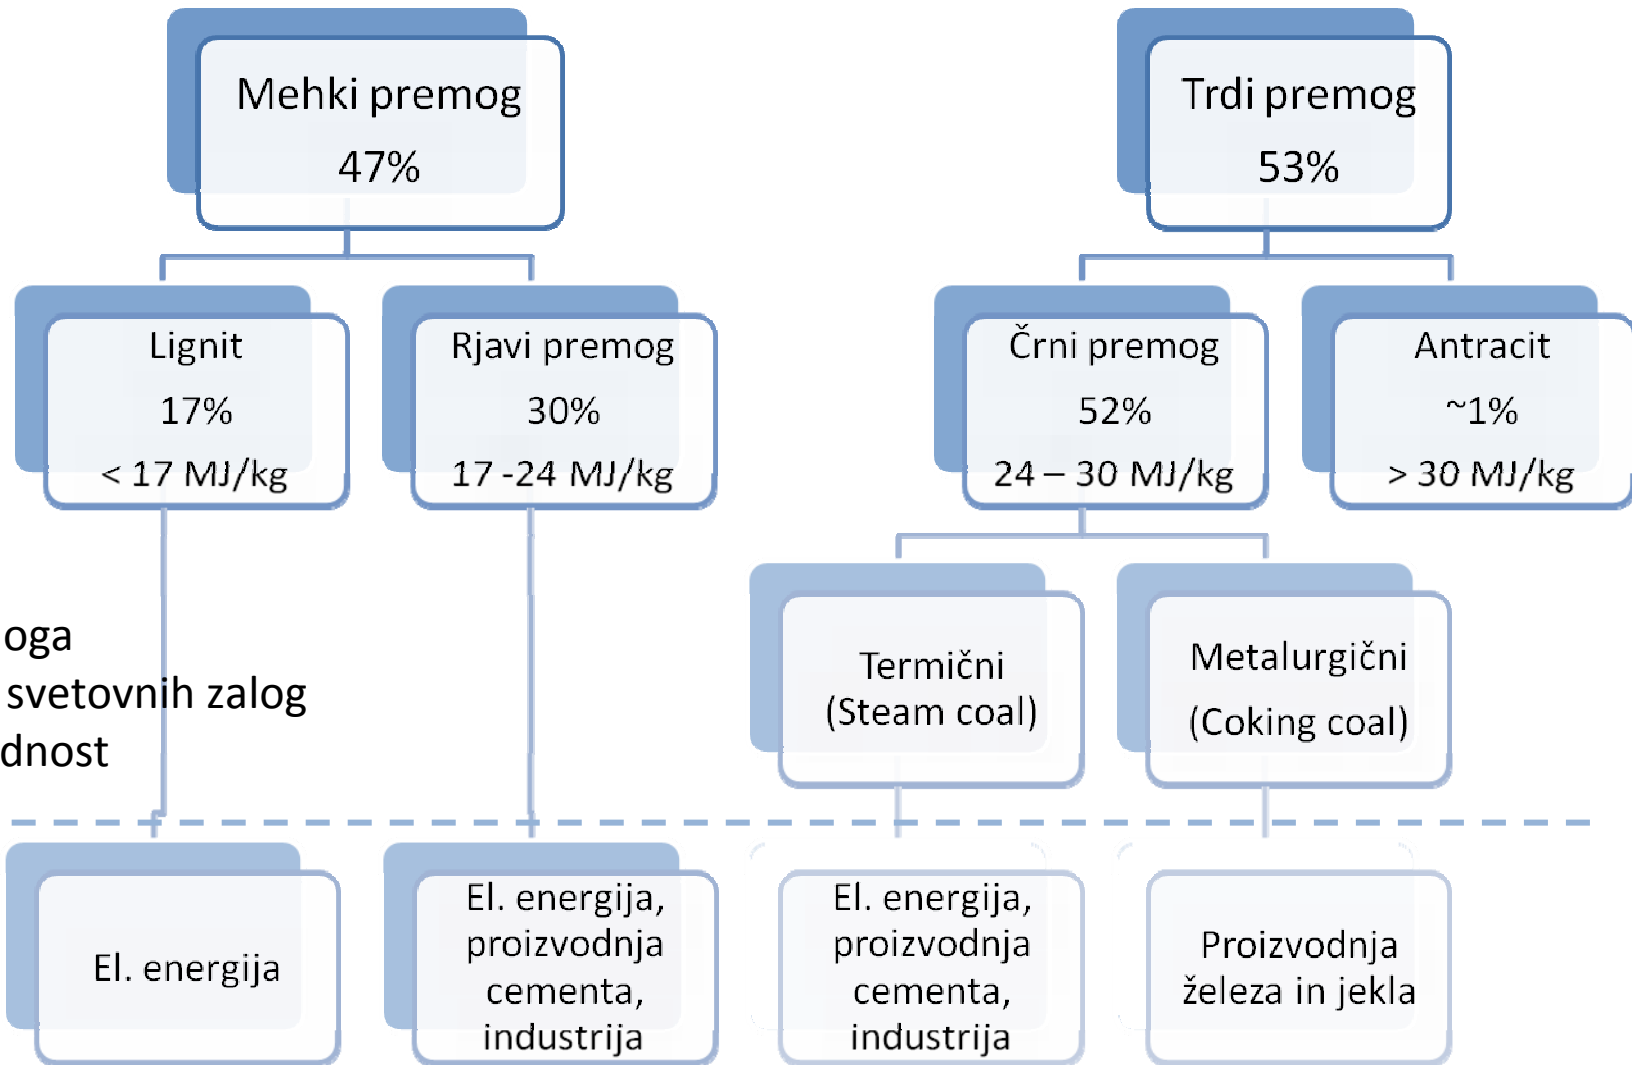 Mehki premog
47%
Trdi premog
53%
Lignit
17%
< 17 MJ/kg
Rjavi premog
30%
17 -24 MJ/kg
Črni premog
52%
24 – 30 MJ/kg
Antracit
~1%
> 30 MJ/kg
oga
svetovnih zalog
dnost
Termični
(Steam coal)
Metalurgični
(Coking coal)
El. energija
El. energija,
proizvodnja
cementa,
industrija
El. energija,
proizvodnja
cementa,
industrija
Proizvodnja
železa in jekla